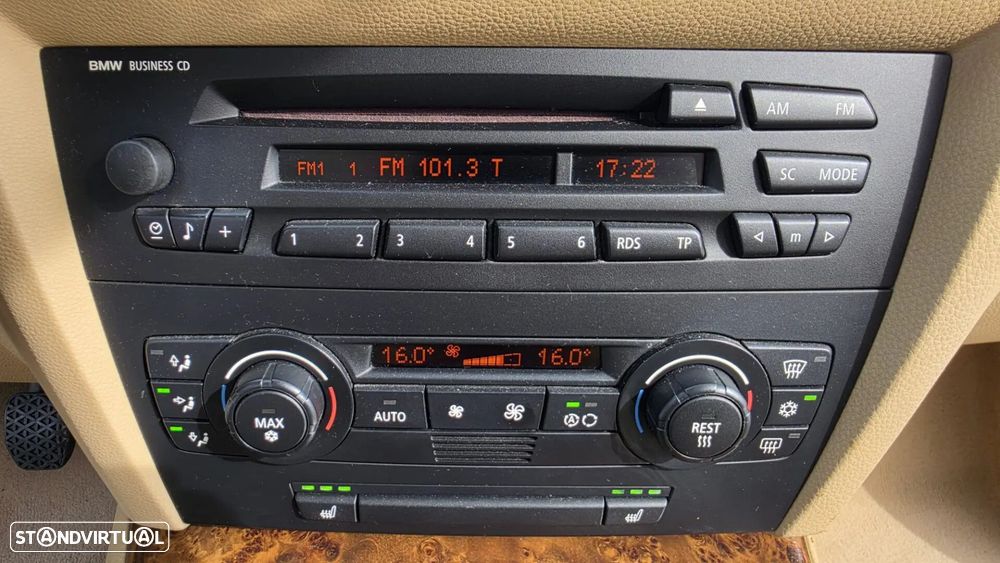 BMW BUSINESS CD
AM FM
FM1 1 FM 101.3 T 17:22
SC MODE
1 2 3 4 5 6 RDS TP m
16.0° 16.0°
MAX AUTO A REST
STANDVIRTUAL